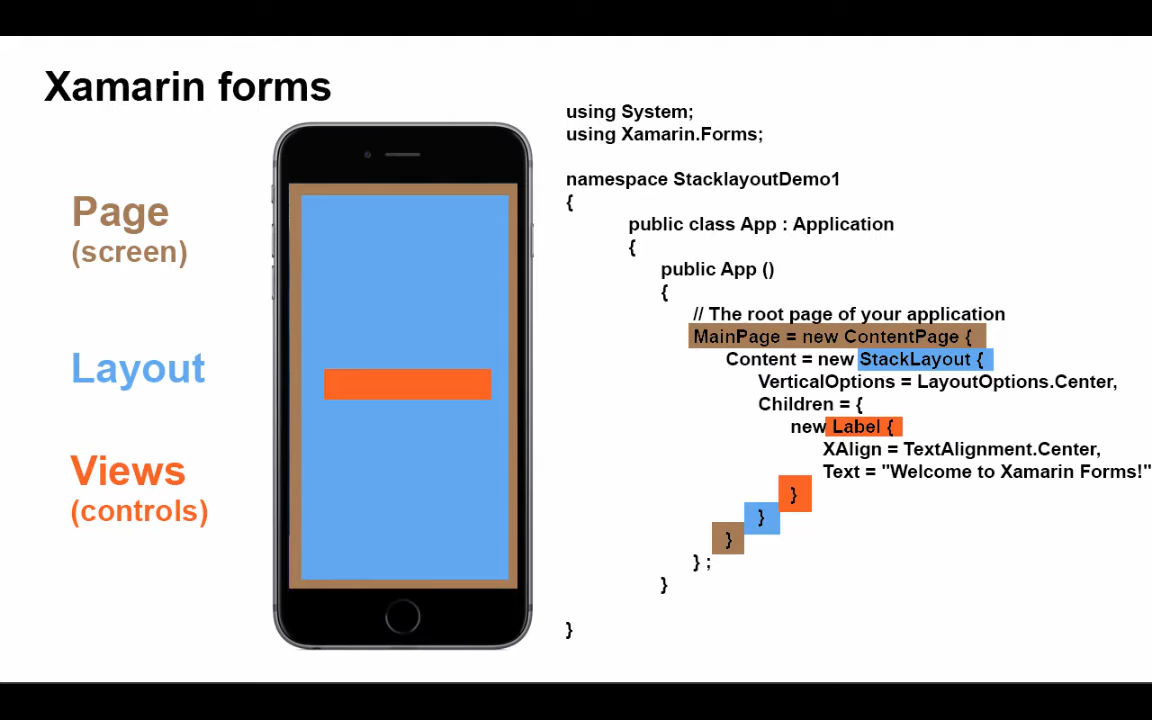 Xamarin forms
Page
(screen)
Layout
Views
(controls)
using System;
using Xamarin.Forms;
namespace StacklayoutDemo1
{
public class App : Application
{
public App ()
{
// The root page of your application
MainPage = new ContentPage {
Content = new StackLayout {
VerticalOptions = LayoutOptions.Center,
Children = {
new Label {
XAlign = TextAlignment.Center,
Text = "Welcome to Xamarin Forms!"
}
}
}
} ;
}
}